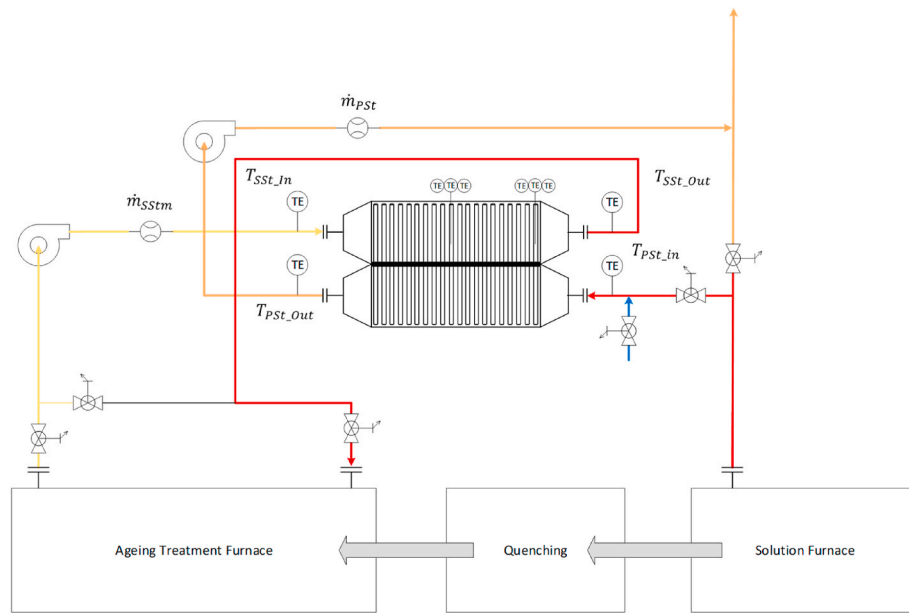 ṁ_PSt
T_SSt_In
TE TE TE
TE TE TE
T_SSt_Out
ṁ_SStm
TE
TE
T_PSt_in
TE
TE
T_PSt_Out
Ageing Treatment Furnace
Quenching
Solution Furnace